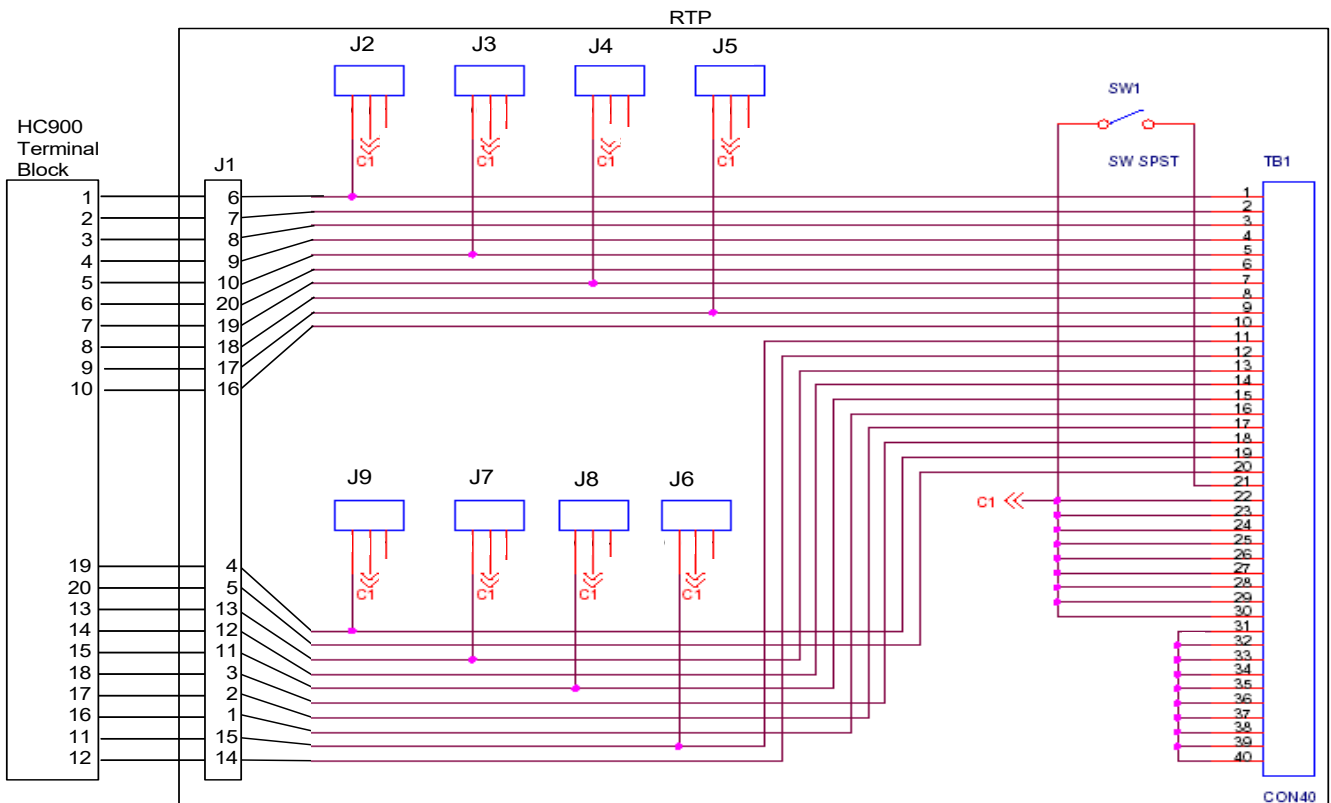 RTP
J2 J3 J4 J5
SW1
HC900
Terminal
Block
J1
C1 C1 C1 C1
SW SPST
TB1
1 6 1
2 7 2
3 8 3
4 9 4
5 10 5
6 20 6
7 19 7
8 18 8
9 17 9
10 16 10
11
12
13
14
15
16
17
18
19
20
21
J9 J7 J8 J6
C1 22
23
24
25
26
27
28
29
30
C1 C1 C1 C1
19 4
20 5
13 13
14 12
15 11
18 3
17 2
16 1
11 15
12 14
31
32
33
34
35
36
37
38
39
40
CON40